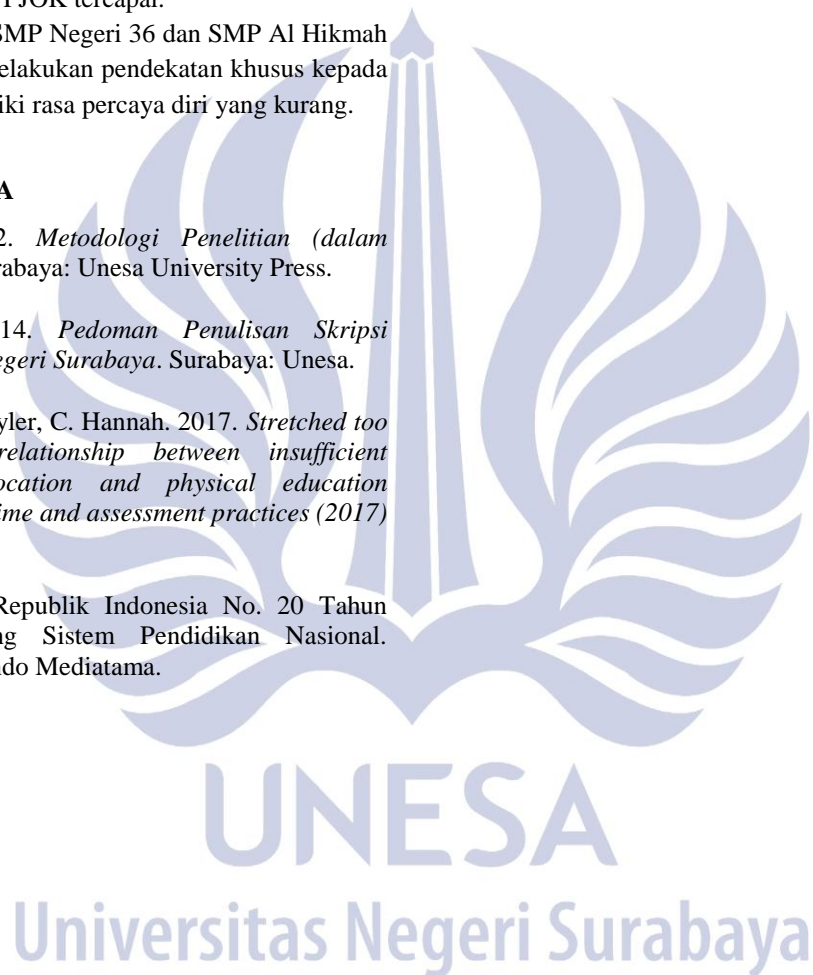 PJOK tercapai.
SMP Negeri 36 dan SMP Al Hikmah
elakukan pendekatan khusus kepada
iki rasa percaya diri yang kurang.
A
2. Metodologi Penelitian (dalam
rabaya: Unesa University Press.
14. Pedoman Penulisan Skripsi
egeri Surabaya. Surabaya: Unesa.
yler, C. Hannah. 2017. Stretched too
relationship between insufficient
ocation and physical education
ime and assessment practices (2017)
Republik Indonesia No. 20 Tahun
ng Sistem Pendidikan Nasional.
ndo Mediatama.
UNESA
Universitas Negeri Surabaya